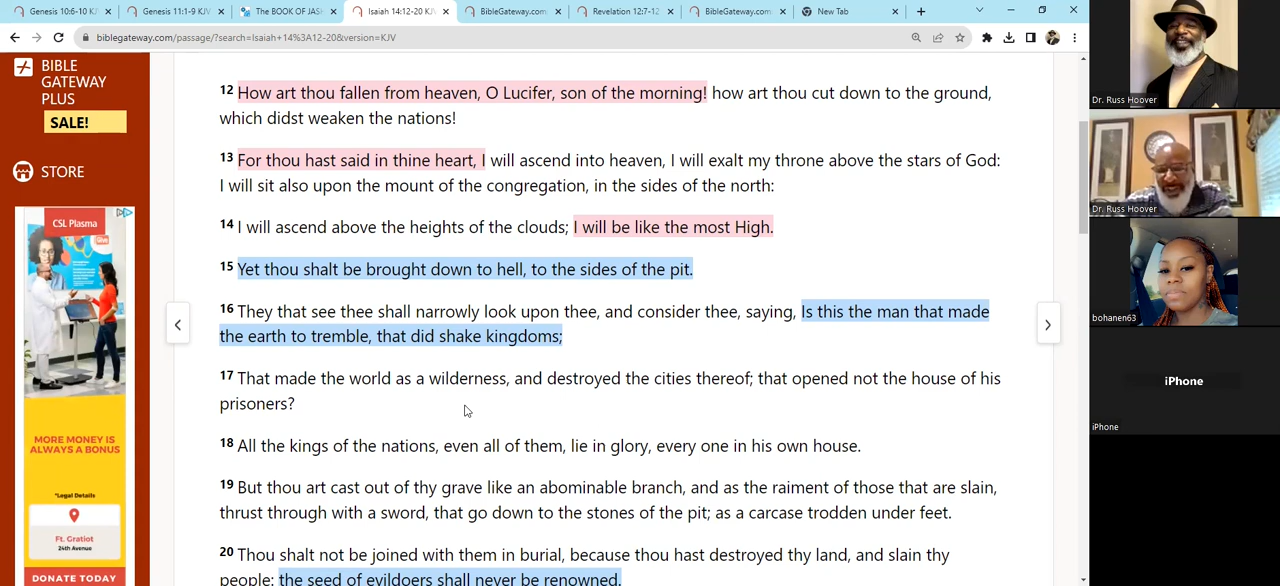 Genesis 10:6-10 KJV
Genesis 11:1-9 KJV
The BOOK OF JASH
Isaiah 14:12-20 KJV
BibleGateway.com:
Revelation 12:7-12
BibleGateway.com:
New Tab
biblegateway.com/passage/?search=Isaiah+14%3A12-20&version=KJV
BIBLE
GATEWAY
PLUS
SALE!
STORE
CSL Plasma
MORE MONEY IS
ALWAYS A BONUS
*Legal Details
Ft. Gratiot
24th Avenue
DONATE TODAY
12 How art thou fallen from heaven, O Lucifer, son of the morning! how art thou cut down to the ground,
which didst weaken the nations!
13 For thou hast said in thine heart, I will ascend into heaven, I will exalt my throne above the stars of God:
I will sit also upon the mount of the congregation, in the sides of the north:
14 I will ascend above the heights of the clouds; I will be like the most High.
15 Yet thou shalt be brought down to hell, to the sides of the pit.
16 They that see thee shall narrowly look upon thee, and consider thee, saying, Is this the man that made
the earth to tremble, that did shake kingdoms;
17 That made the world as a wilderness, and destroyed the cities thereof; that opened not the house of his
prisoners?
18 All the kings of the nations, even all of them, lie in glory, every one in his own house.
19 But thou art cast out of thy grave like an abominable branch, and as the raiment of those that are slain,
thrust through with a sword, that go down to the stones of the pit; as a carcase trodden under feet.
20 Thou shalt not be joined with them in burial, because thou hast destroyed thy land, and slain thy
people: the seed of evildoers shall never be renowned.
Dr. Russ Hoover
Dr. Russ Hoover
bohanen63
iPhone
iPhone